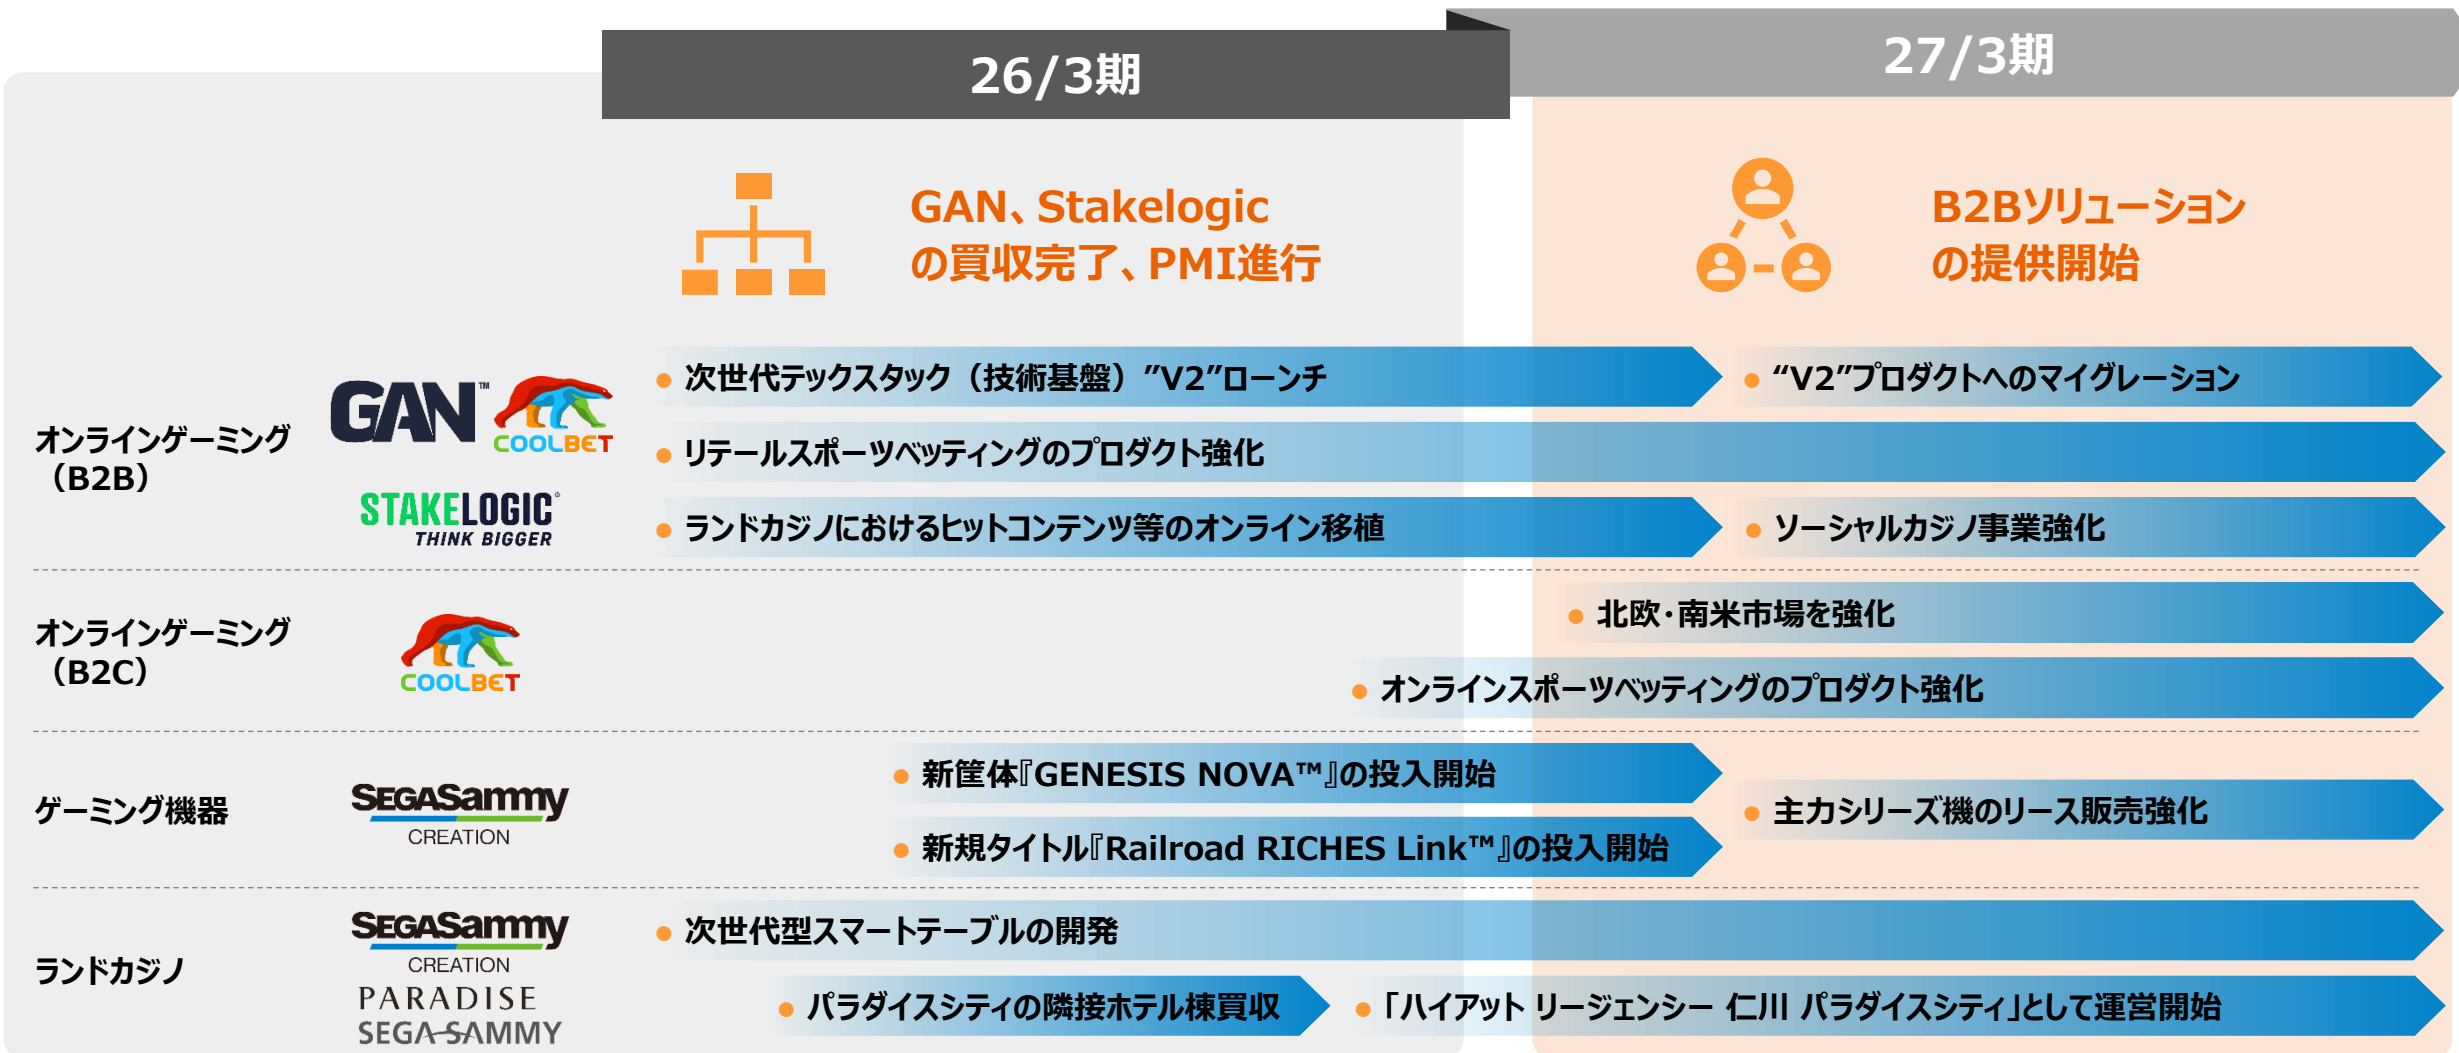 26/3期
27/3期
GAN、Stakelogic
の買収完了、PMI進行
B2Bソリューション
の提供開始
オンラインゲーミング
（B2B）
GAN™
COOLBET
STAKELOGIC®
THINK BIGGER
● 次世代テックスタック（技術基盤）”V2”ローンチ
● “V2”プロダクトへのマイグレーション
● リテールスポーツベッティングのプロダクト強化
● ランドカジノにおけるヒットコンテンツ等のオンライン移植
● ソーシャルカジノ事業強化
オンラインゲーミング
（B2C）
COOLBET
● 北欧･南米市場を強化
● オンラインスポーツベッティングのプロダクト強化
ゲーミング機器
SEGASammy
CREATION
● 新筐体『GENESIS NOVA™』の投入開始
● 新規タイトル『Railroad RICHES Link™』の投入開始
● 主力シリーズ機のリース販売強化
ランドカジノ
SEGASammy
CREATION
PARADISE
SEGA SAMMY
● 次世代型スマートテーブルの開発
● パラダイスシティの隣接ホテル棟買収
● 「ハイアット リージェンシー 仁川 パラダイスシティ」として運営開始